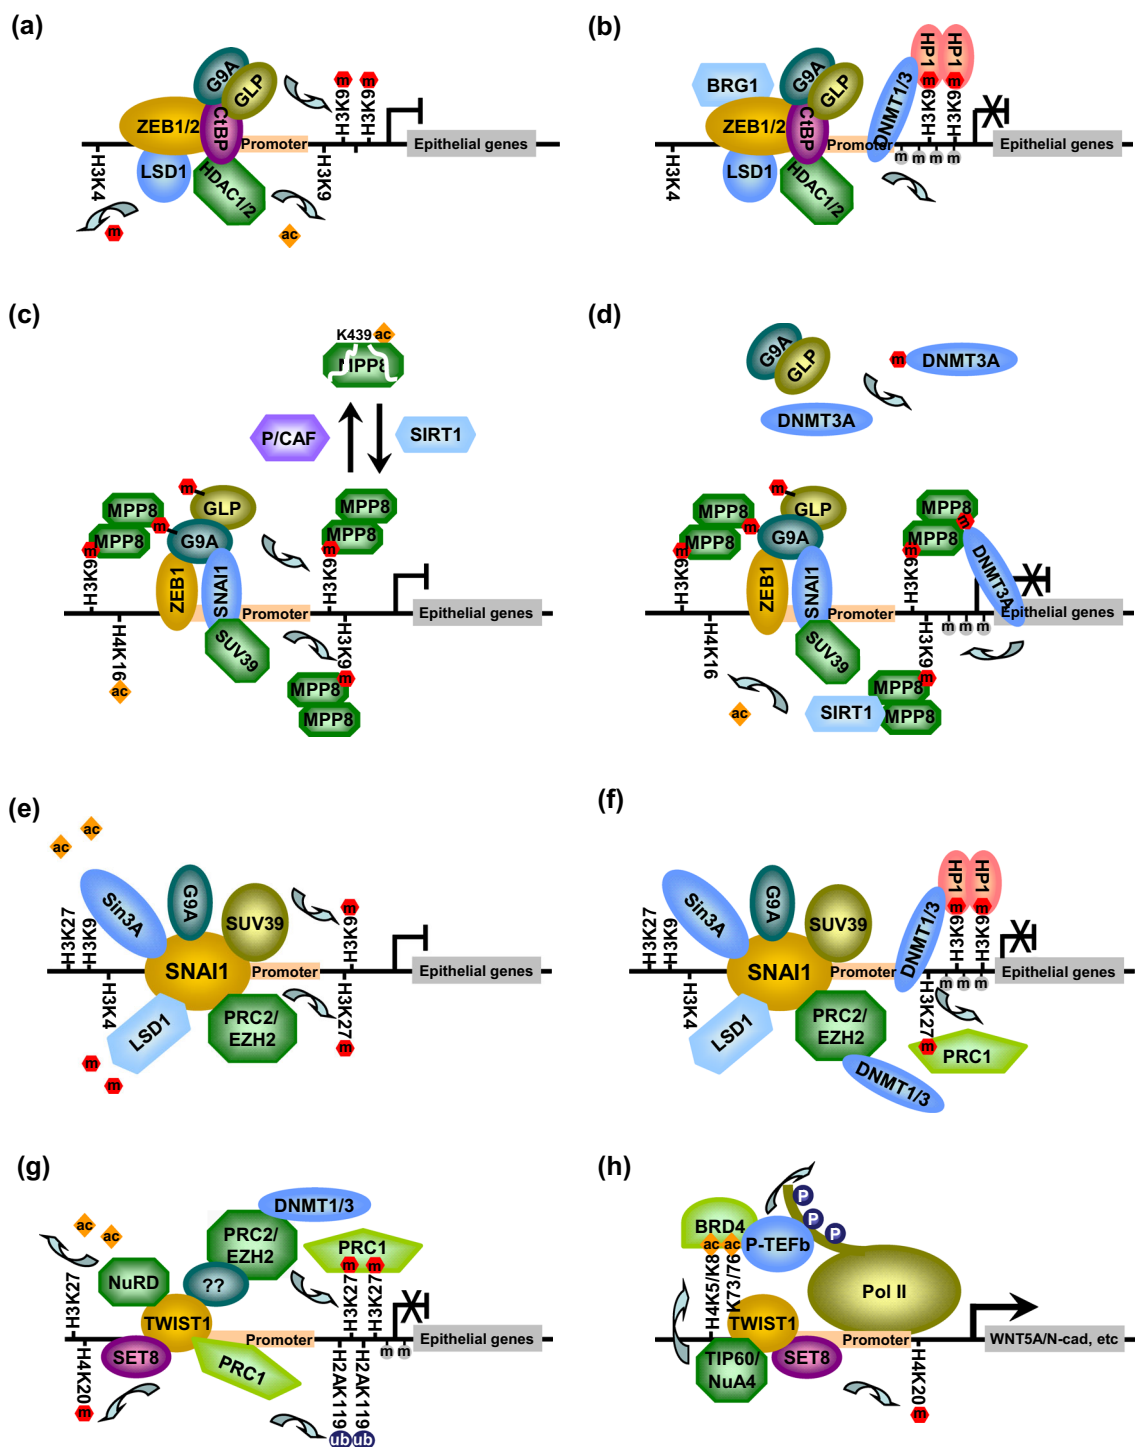 (a)
G9A
GLP
ZEB1/2
CtBP
LSD1
HDAC1/2
Promoter
Epithelial genes
H3K4
m
ac
H3K9
H3K9
m
H3K9
m
(b)
BRG1
G9A
GLP
ZEB1/2
CtBP
LSD1
HDAC1/2
Promoter
DNMT1/3
HP1
HP1
m
m
H3K9
H3K9
m
m
m
m
Epithelial genes
H3K4
(c)
K439
ac
MPP8
P/CAF
SIRT1
MPP8
MPP8
m
H3K9
MPP8
MPP8
m
H3K9
m
GLP
m
G9A
ZEB1
SNAI1
SUV39
Promoter
Epithelial genes
H4K16
ac
H3K9
m
MPP8
MPP8
(d)
G9A
GLP
m
DNMT3A
DNMT3A
MPP8
MPP8
m
H3K9
m
GLP
m
G9A
ZEB1
SNAI1
SUV39
Promoter
MPP8
MPP8
m
m
H3K9
DNMT3A
Epithelial genes
m
m
m
H4K16
ac
H3K9
m
SIRT1
MPP8
MPP8
(e)
ac
ac
Sin3A
G9A
SUV39
SNAI1
LSD1
PRC2/
EZH2
Promoter
Epithelial genes
H3K27
H3K9
H3K4
m
m
m
H3K9
H3K27
m
(f)
Sin3A
G9A
SUV39
SNAI1
LSD1
PRC2/
EZH2
DNMT1/3
Promoter
DNMT1/3
HP1
HP1
m
m
H3K9
H3K9
m
m
m
Epithelial genes
H3K27
H3K9
H3K4
H3K27
m
PRC1
(g)
ac
ac
NuRD
??
PRC2/
EZH2
DNMT1/3
PRC1
m
m
H3K27
H3K27
TWIST1
SET8
PRC1
Promoter
m
m
Epithelial genes
H3K27
H4K20
m
H2AK119
H2AK119
ub
ub
(h)
BRD4
ac
ac
P-TEFb
P
P
P
Pol II
H4K5/K8
K73/76
TWIST1
TIP60/
NuA4
SET8
Promoter
WNT5A/N-cad, etc
H4K20
m